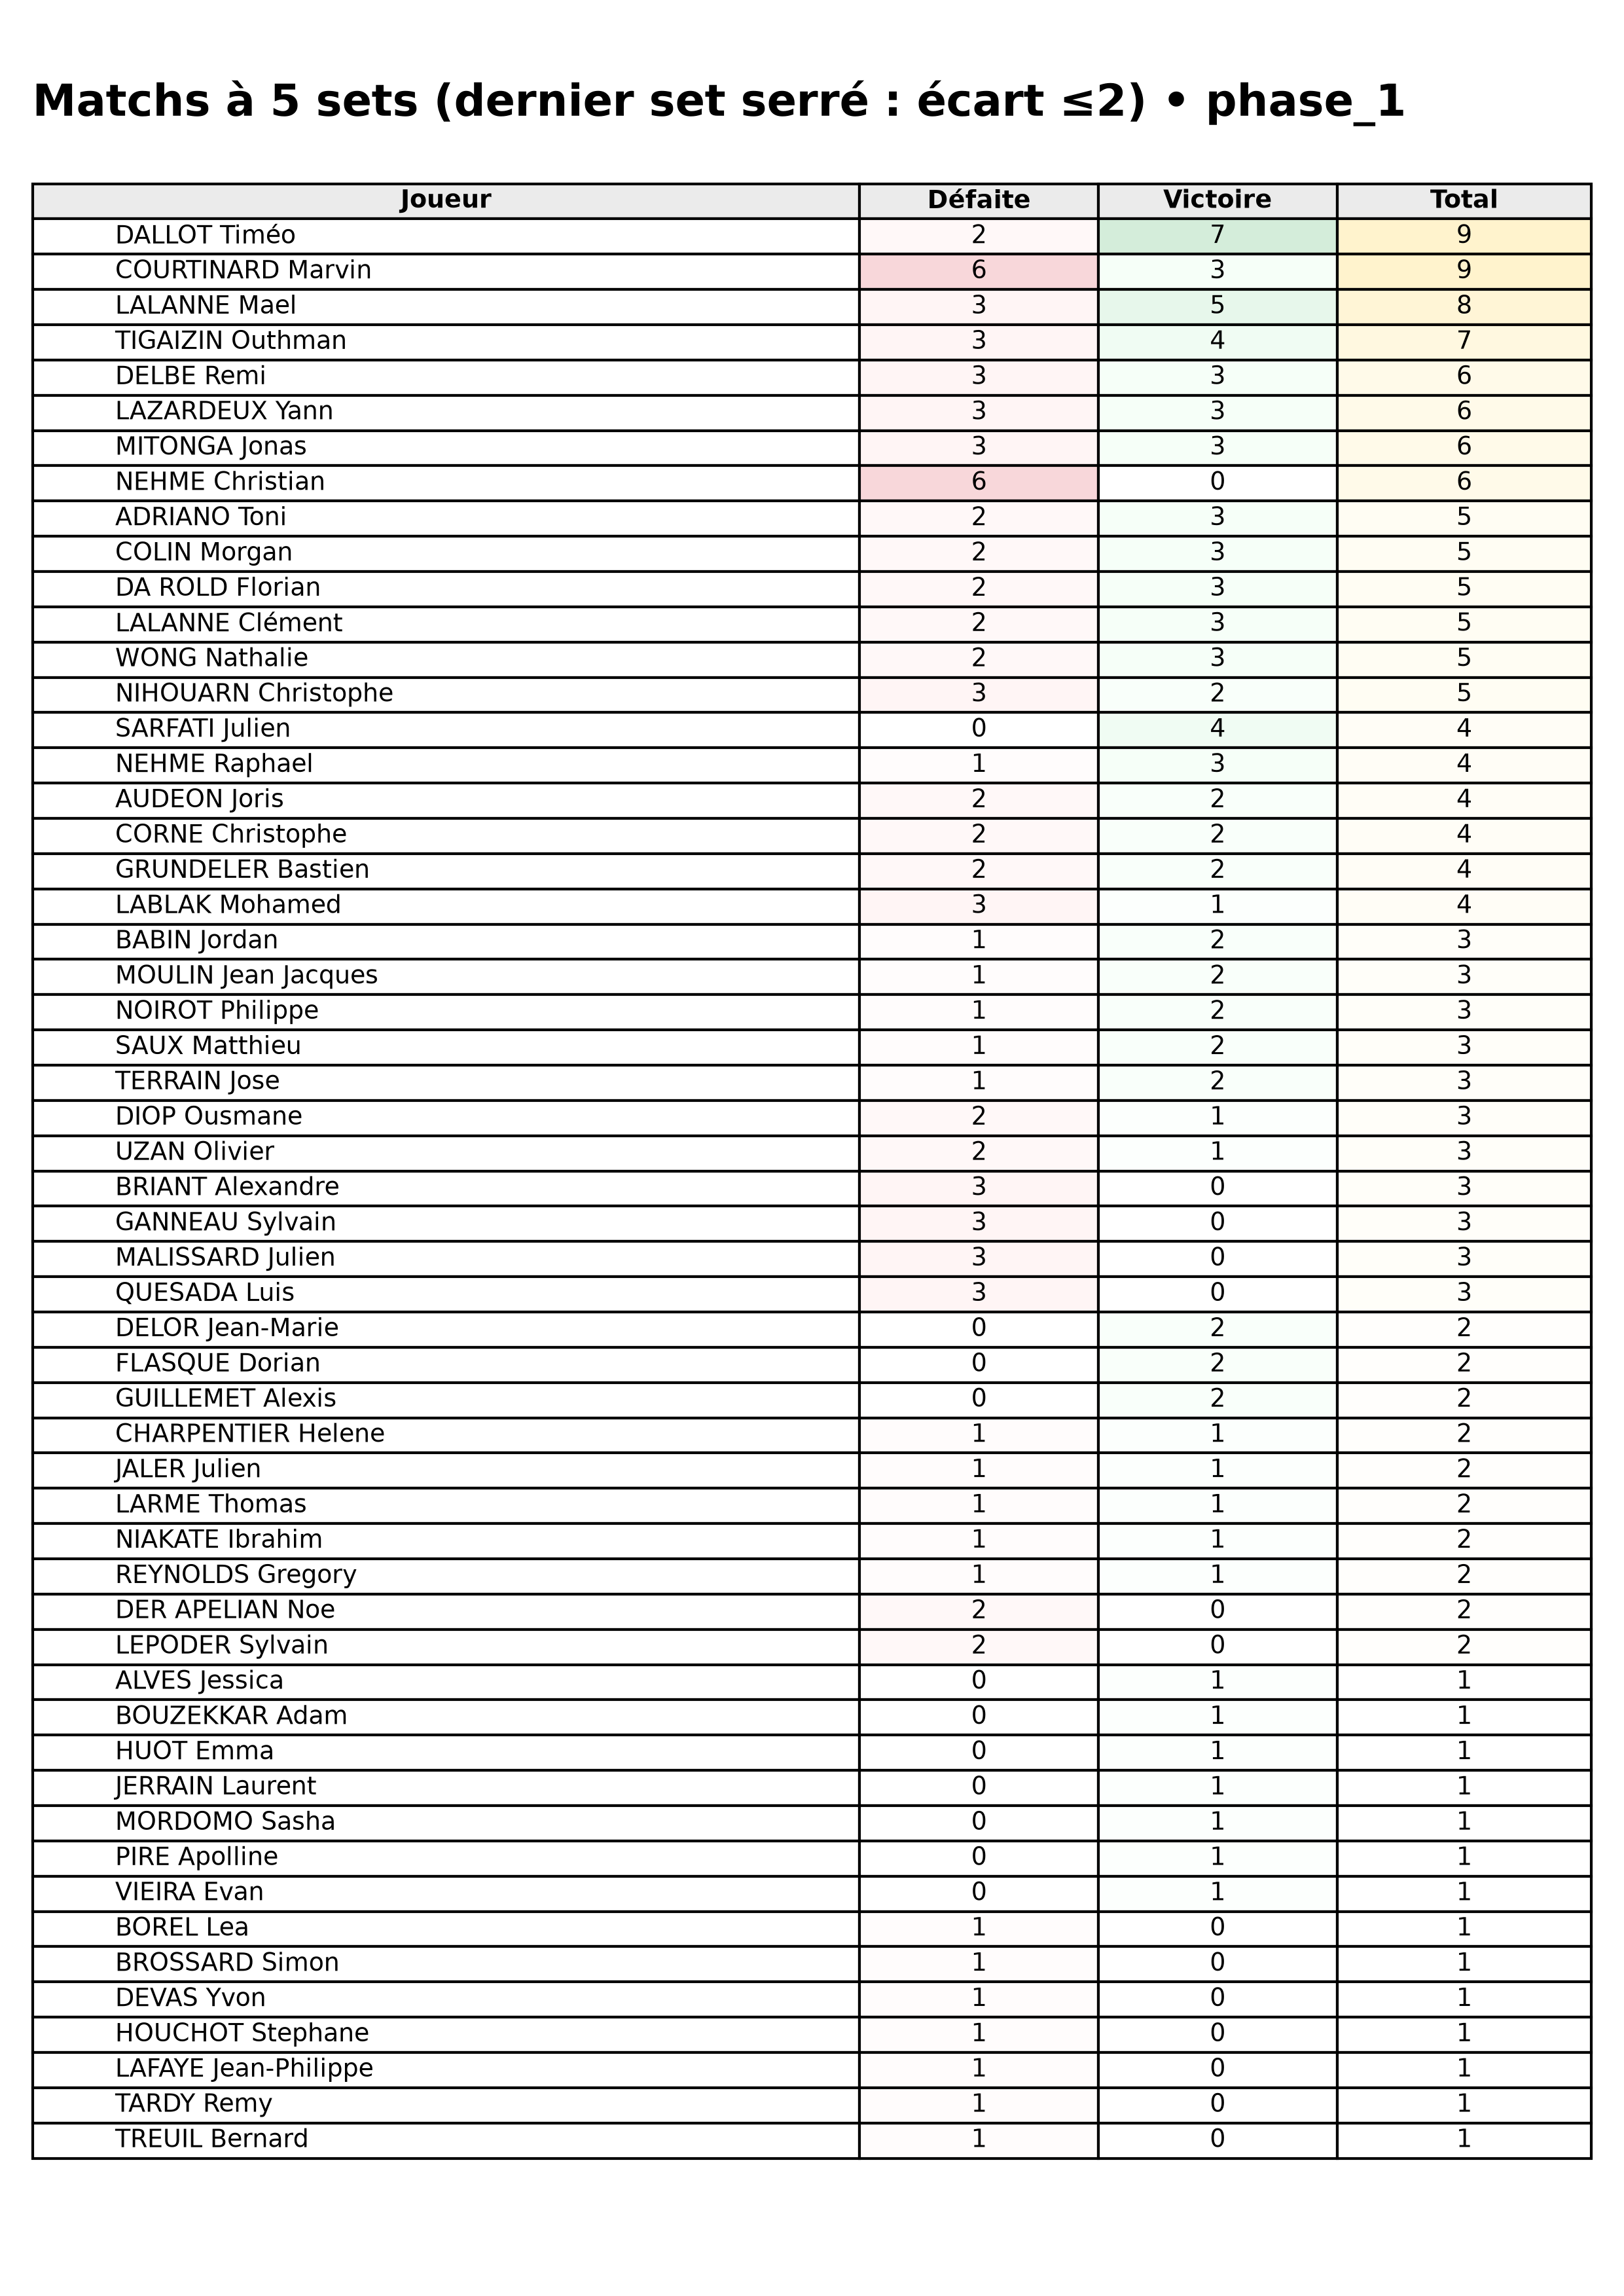 Matchs à 5 sets (dernier set serré : écart ≤2) • phase_1
Joueur Défaite Victoire Total
DALLOT Timéo 2 7 9
COURTINARD Marvin 6 3 9
LALANNE Mael 3 5 8
TIGAIZIN Outhman 3 4 7
DELBE Remi 3 3 6
LAZARDEUX Yann 3 3 6
MITONGA Jonas 3 3 6
NEHME Christian 6 0 6
ADRIANO Toni 2 3 5
COLIN Morgan 2 3 5
DA ROLD Florian 2 3 5
LALANNE Clément 2 3 5
WONG Nathalie 2 3 5
NIHOUARN Christophe 3 2 5
SARFATI Julien 0 4 4
NEHME Raphael 1 3 4
AUDEON Joris 2 2 4
CORNE Christophe 2 2 4
GRUNDELER Bastien 2 2 4
LABLAK Mohamed 3 1 4
BABIN Jordan 1 2 3
MOULIN Jean Jacques 1 2 3
NOIROT Philippe 1 2 3
SAUX Matthieu 1 2 3
TERRAIN Jose 1 2 3
DIOP Ousmane 2 1 3
UZAN Olivier 2 1 3
BRIANT Alexandre 3 0 3
GANNEAU Sylvain 3 0 3
MALISSARD Julien 3 0 3
QUESADA Luis 3 0 3
DELOR Jean-Marie 0 2 2
FLASQUE Dorian 0 2 2
GUILLEMET Alexis 0 2 2
CHARPENTIER Helene 1 1 2
JALER Julien 1 1 2
LARME Thomas 1 1 2
NIAKATE Ibrahim 1 1 2
REYNOLDS Gregory 1 1 2
DER APELIAN Noe 2 0 2
LEPODER Sylvain 2 0 2
ALVES Jessica 0 1 1
BOUZEKKAR Adam 0 1 1
HUOT Emma 0 1 1
JERRAIN Laurent 0 1 1
MORDOMO Sasha 0 1 1
PIRE Apolline 0 1 1
VIEIRA Evan 0 1 1
BOREL Lea 1 0 1
BROSSARD Simon 1 0 1
DEVAS Yvon 1 0 1
HOUCHOT Stephane 1 0 1
LAFAYE Jean-Philippe 1 0 1
TARDY Remy 1 0 1
TREUIL Bernard 1 0 1